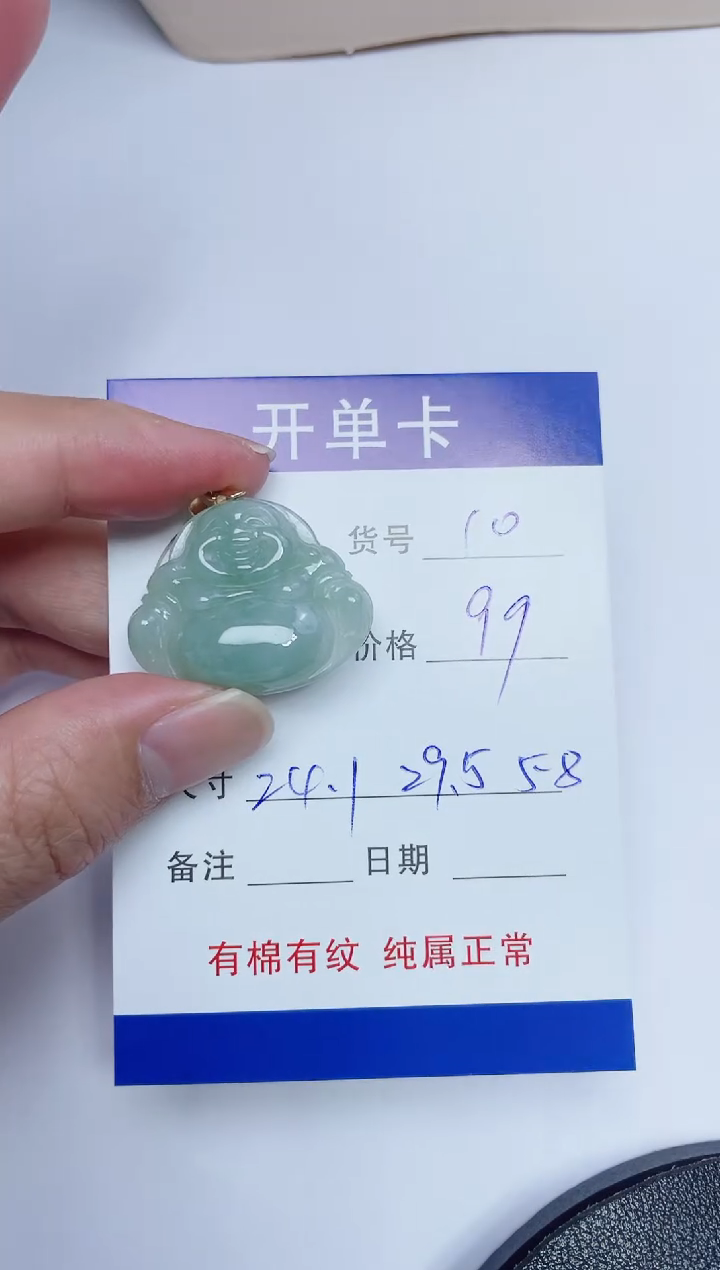 开单卡
货号 10
价格 99
尺寸 24.1 29.5 5.8
备注 日期
有棉有纹 纯属正常